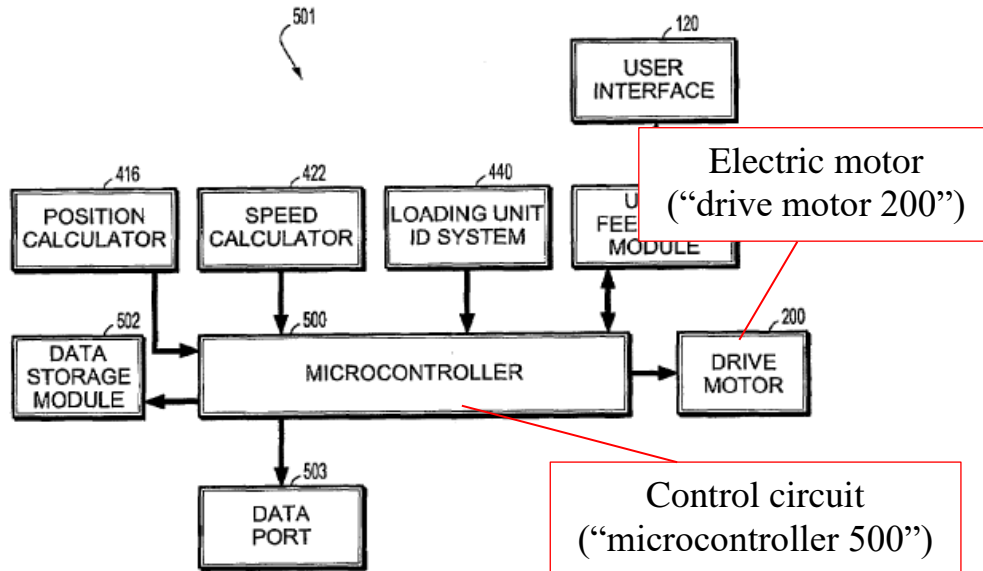 501
120
USER
INTERFACE
Electric motor
(“drive motor 200”)
416
POSITION
CALCULATOR
422
SPEED
CALCULATOR
440
LOADING UNIT
ID SYSTEM
MODULE
502
DATA
STORAGE
MODULE
500
MICROCONTROLLER
200
DRIVE
MOTOR
503
DATA
PORT
Control circuit
(“microcontroller 500”)